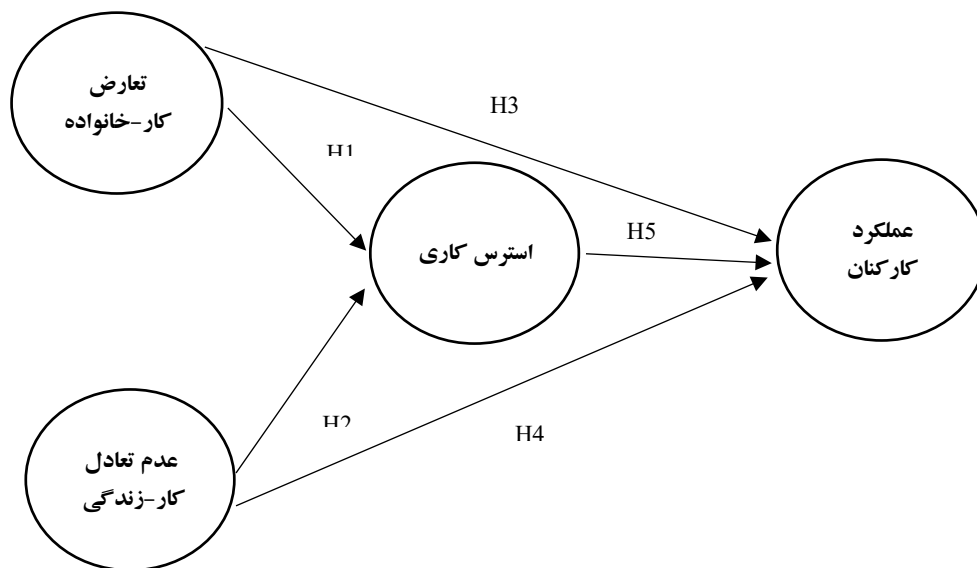 تعارض
کار-خانواده
H3
H1
استرس کاری
H5
عملکرد
کارکنان
H2
H4
عدم تعادل
کار-زندگی